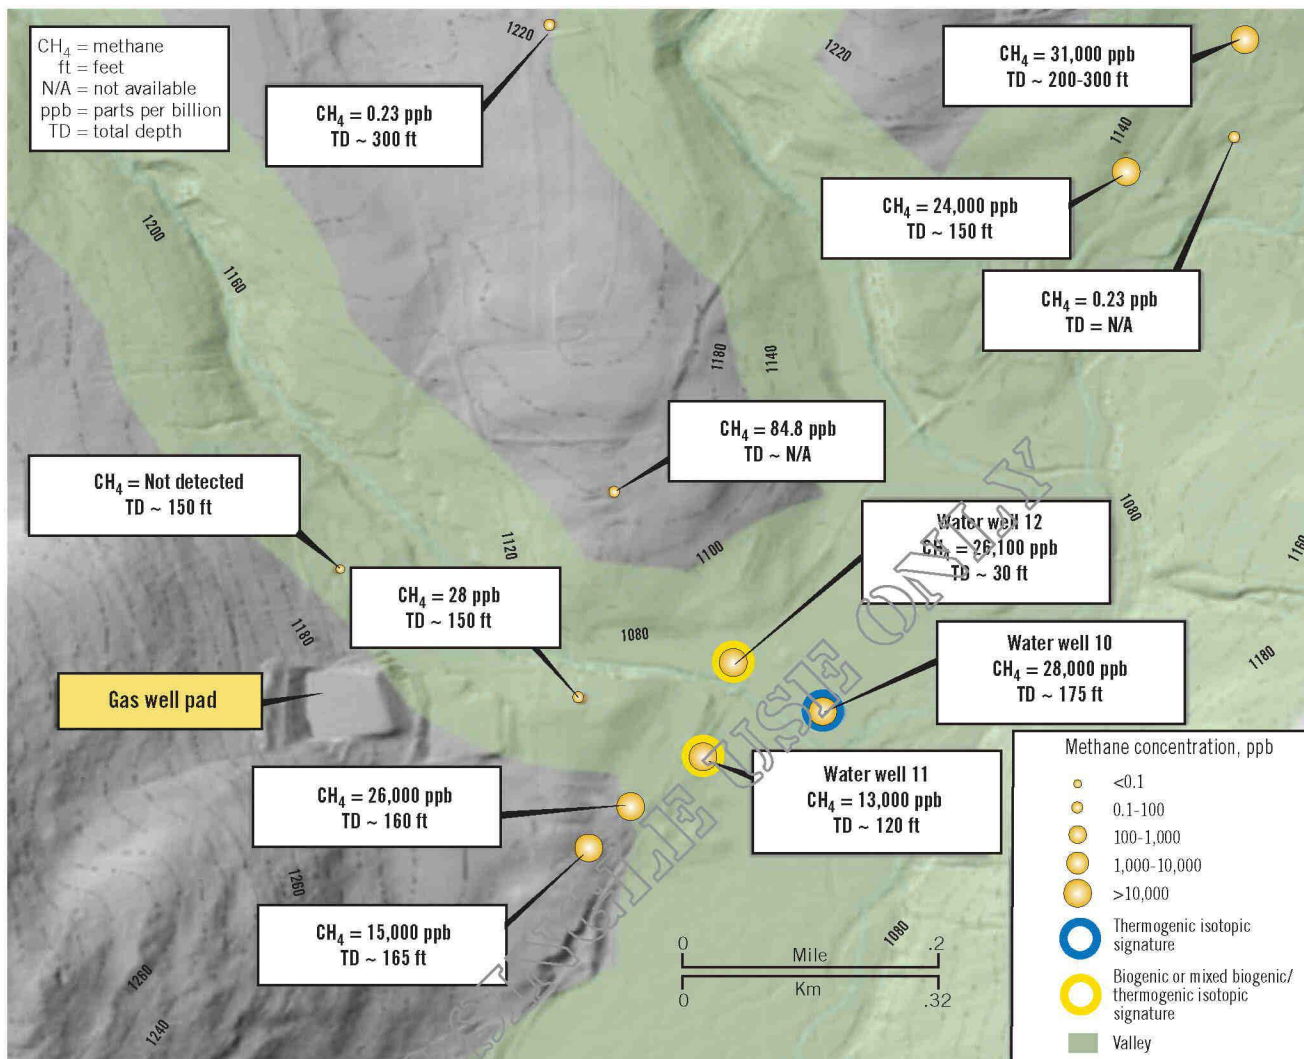 CH4 = methane
ft = feet
N/A = not available
ppb = parts per billion
TD = total depth
1220
CH4 = 0.23 ppb
TD ~ 300 ft
1220
CH4 = 31,000 ppb
TD ~ 200-300 ft
1140
CH4 = 24,000 ppb
TD ~ 150 ft
CH4 = 0.23 ppb
TD = N/A
1200
1160
1180
1140
CH4 = 84.8 ppb
TD ~ N/A
CH4 = Not detected
TD ~ 150 ft
1080
1160
1120
1100
Water well 12
CH4 = 26,100 ppb
TD ~ 30 ft
CH4 = 28 ppb
TD ~ 150 ft
1180
1080
Water well 10
CH4 = 28,000 ppb
TD ~ 175 ft
1180
Gas well pad
CH4 = 26,000 ppb
TD ~ 160 ft
Water well 11
CH4 = 13,000 ppb
TD ~ 120 ft
1260
CH4 = 15,000 ppb
TD ~ 165 ft
1260
1240
1080
0 .2
Mile
Km
0 .32
Methane concentration, ppb
<0.1
0.1-100
100-1,000
1,000-10,000
>10,000
Thermogenic isotopic
signature
Biogenic or mixed biogenic/
thermogenic isotopic
signature
Valley
USE ONLY